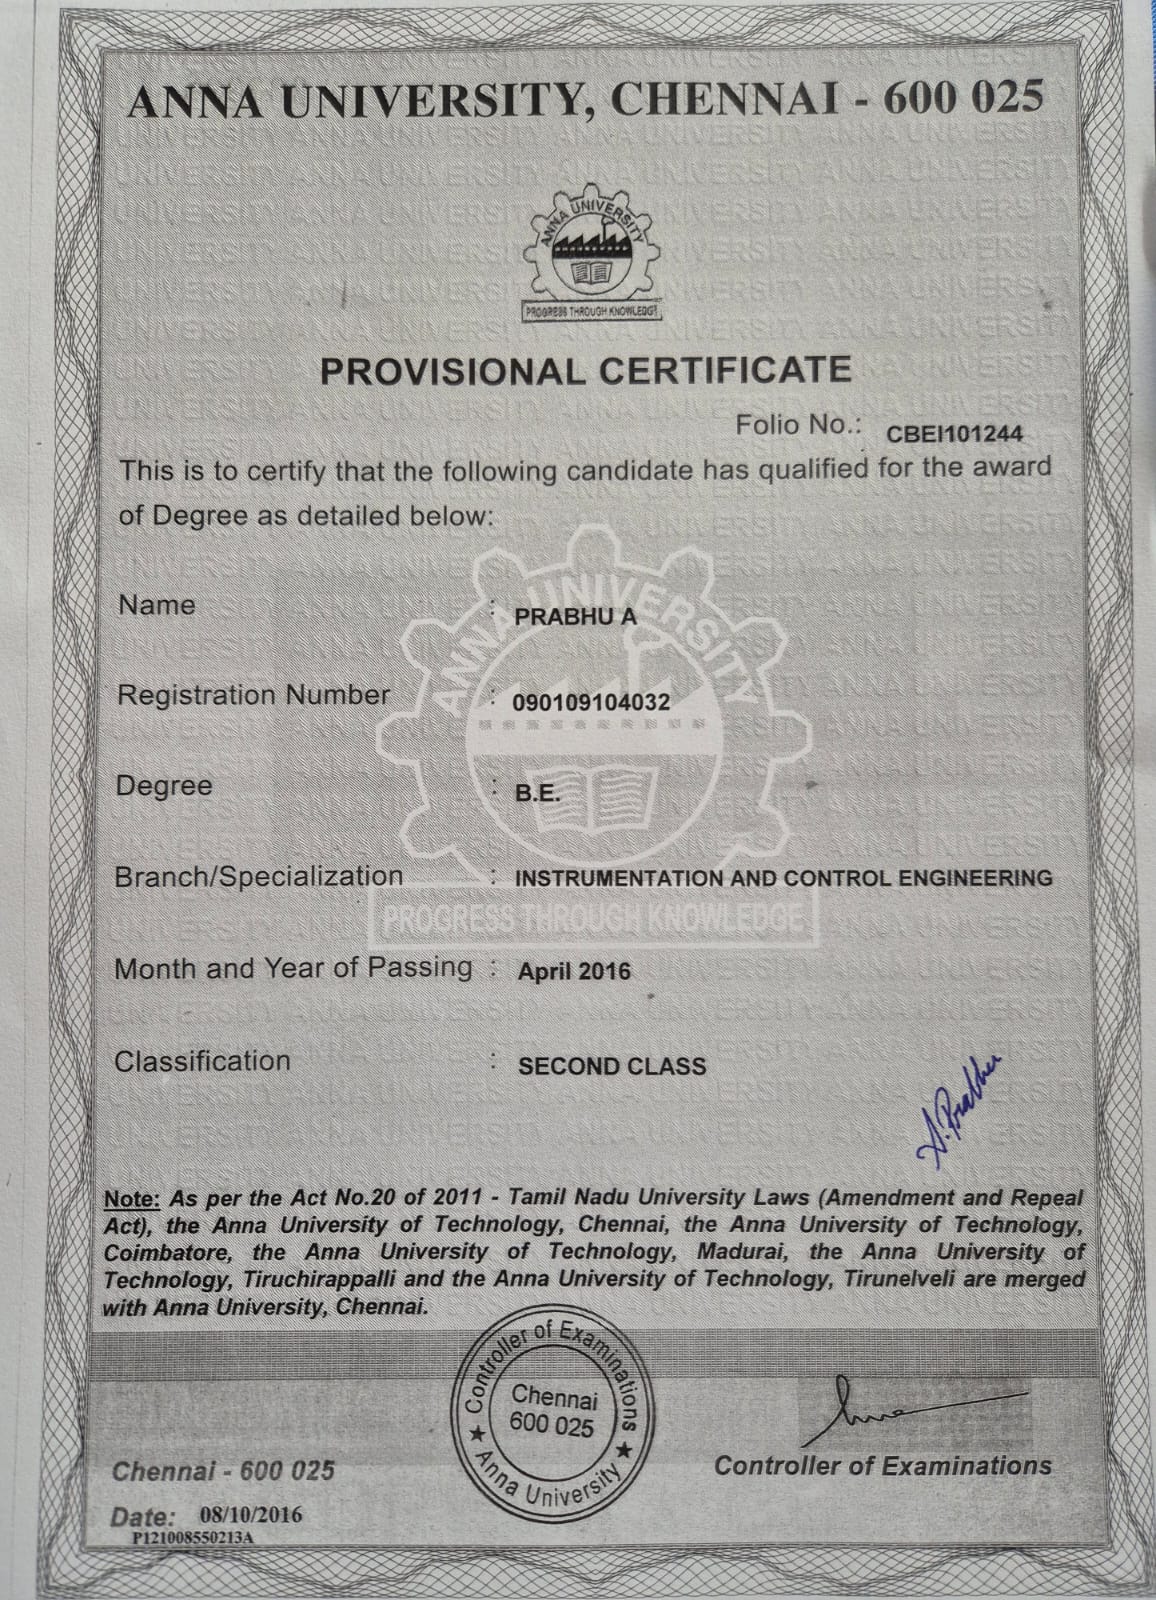 ANNA UNIVERSITY, CHENNAI - 600 025
ANNA UNIVERSITY
PROGRESS THROUGH KNOWLEDGE
PROVISIONAL CERTIFICATE
Folio No.: CBEI101244
This is to certify that the following candidate has qualified for the award
of Degree as detailed below:
Name : PRABHU A
Registration Number : 090109104032
Degree : B.E.
Branch/Specialization : INSTRUMENTATION AND CONTROL ENGINEERING
ANNA UNIVERSITY
PROGRESS THROUGH KNOWLEDGE
Month and Year of Passing : April 2016
Classification : SECOND CLASS
A. Prabhu
Note: As per the Act No.20 of 2011 - Tamil Nadu University Laws (Amendment and Repeal
Act), the Anna University of Technology, Chennai, the Anna University of Technology,
Coimbatore, the Anna University of Technology, Madurai, the Anna University of
Technology, Tiruchirappalli and the Anna University of Technology, Tirunelveli are merged
with Anna University, Chennai.
Controller of Examinations
Chennai
600 025
★ Anna University ★
Controller of Examinations
Chennai - 600 025
Date: 08/10/2016
P121008550213A